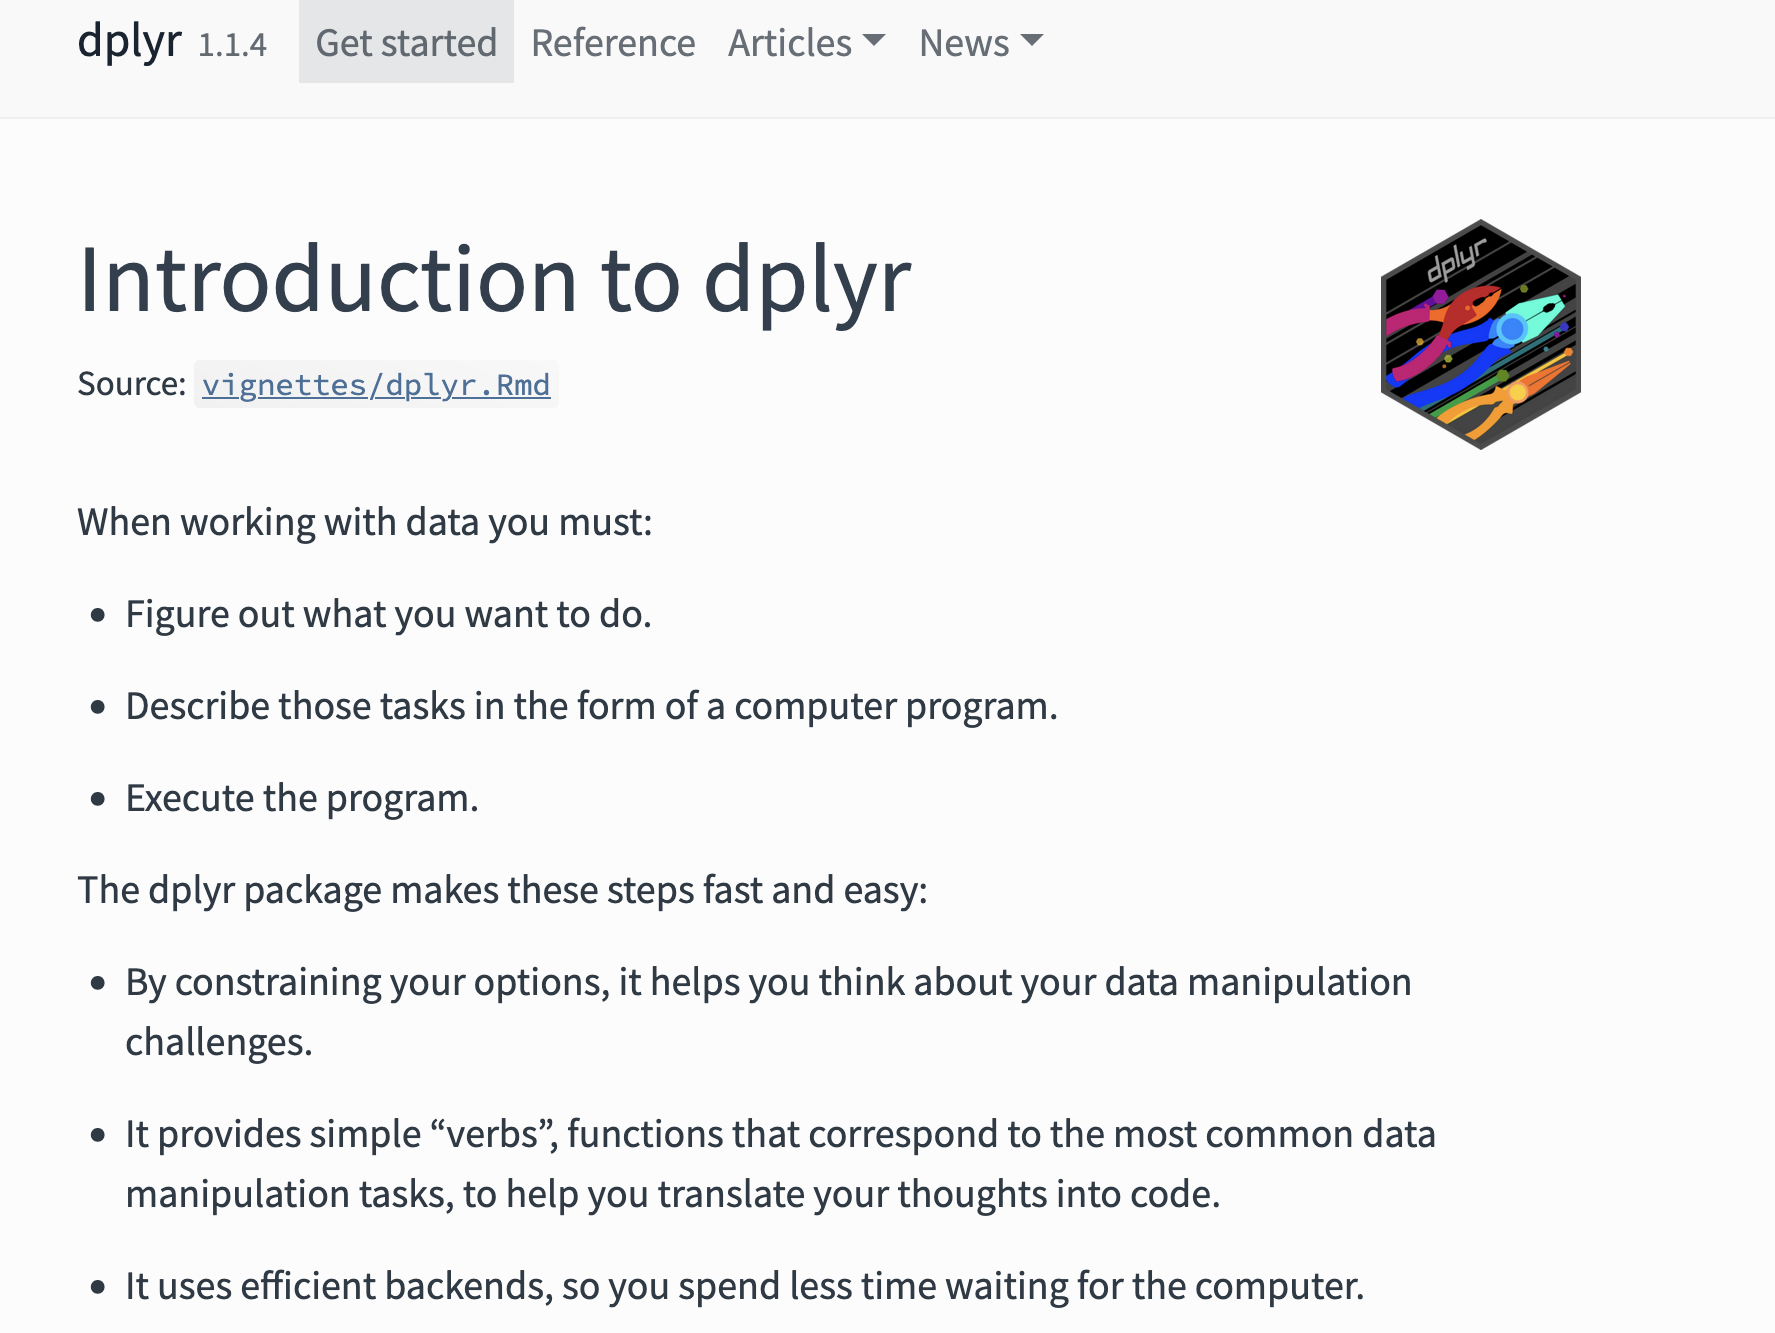 dplyr 1.1.4 Get started Reference Articles News
Introduction to dplyr
dplyr
Source: vignettes/dplyr.Rmd
When working with data you must:
• Figure out what you want to do.
• Describe those tasks in the form of a computer program.
• Execute the program.
The dplyr package makes these steps fast and easy:
• By constraining your options, it helps you think about your data manipulation
challenges.
• It provides simple “verbs”, functions that correspond to the most common data
manipulation tasks, to help you translate your thoughts into code.
• It uses efficient backends, so you spend less time waiting for the computer.